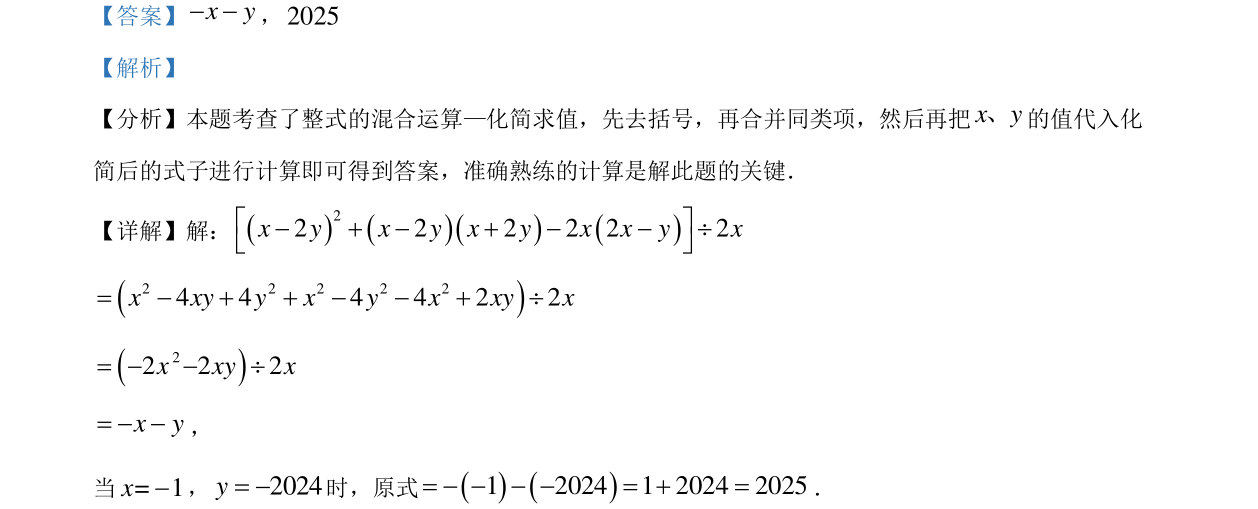 【答案】−x−y，2025
【解析】
【分析】本题考查了整式的混合运算—化简求值，先去括号，再合并同类项，然后再把 x、y 的值代入化
简后的式子进行计算即可得到答案，准确熟练的计算是解此题的关键．
【详解】解：[(x−2y)²+(x−2y)(x+2y)−2x(2x−y)]÷2x
=(x²−4xy+4y²+x²−4y²−4x²+2xy)÷2x
=(−2x²−2xy)÷2x
=−x−y，
当 x=−1，y=−2024时，原式=−(−1)−(−2024)=1+2024=2025．